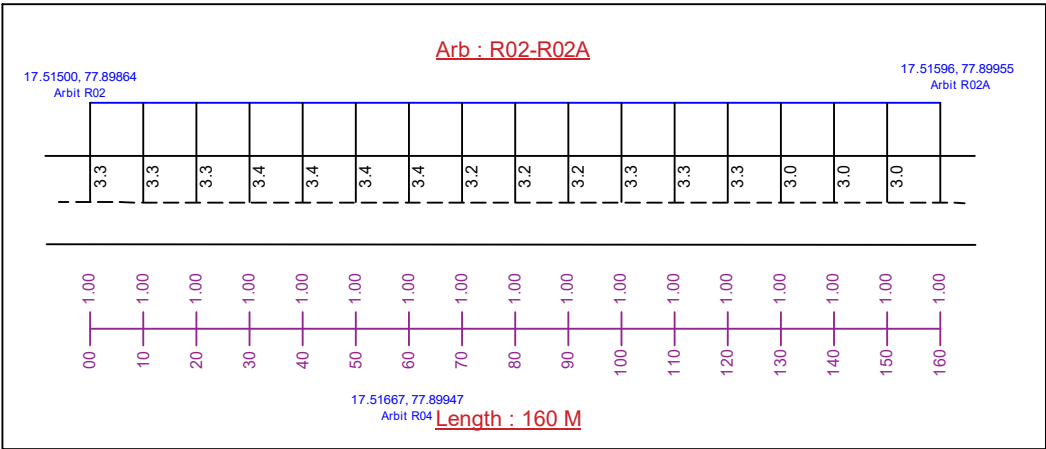 Arb : R02-R02A
17.51500, 77.89864
Arbit R02
17.51596, 77.89955
Arbit R02A
3.3 3.3 3.3 3.4 3.4 3.4 3.4 3.2 3.2 3.2 3.3 3.3 3.3 3.0 3.0 3.0
1.00 1.00 1.00 1.00 1.00 1.00 1.00 1.00 1.00 1.00 1.00 1.00 1.00 1.00 1.00 1.00 1.00
00 10 20 30 40 50 60 70 80 90 100 110 120 130 140 150 160
17.51667, 77.89947
Arbit R04
Length : 160 M